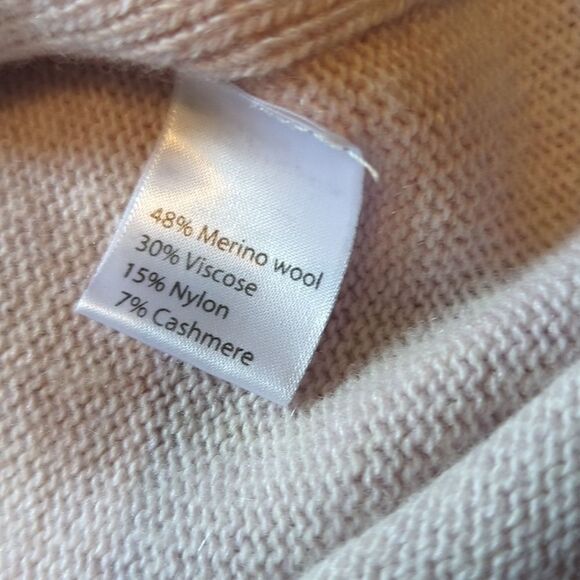 48% Merino wool
30% Viscose
15% Nylon
7% Cashmere